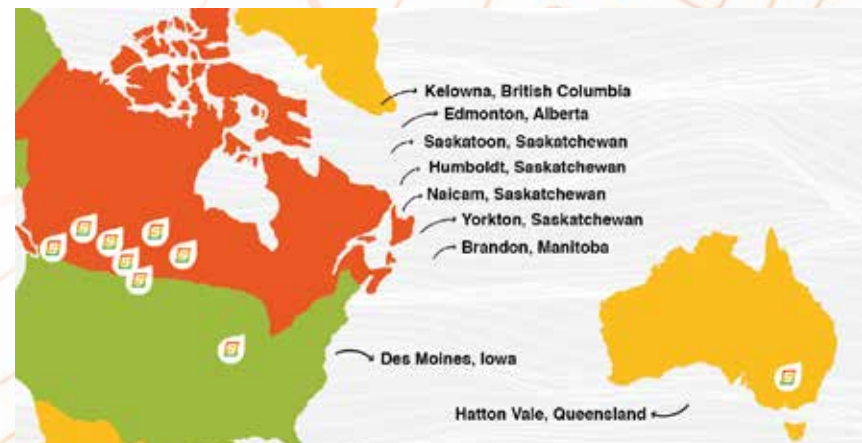 Kelowna, British Columbia
Edmonton, Alberta
Saskatoon, Saskatchewan
Humboldt, Saskatchewan
Naicam, Saskatchewan
Yorkton, Saskatchewan
Brandon, Manitoba
Des Moines, Iowa
Hatton Vale, Queensland